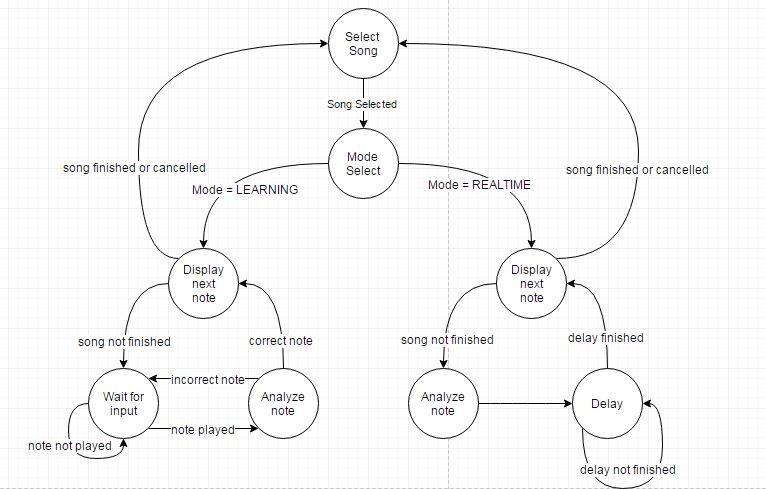 Select
Song
Song Selected
Mode
Select
song finished or cancelled
song finished or cancelled
Mode = LEARNING
Mode = REALTIME
Display
next
note
Display
next
note
song not finished
correct note
song not finished
delay finished
incorrect note
Wait for
input
Analyze
note
Analyze
note
Delay
note played
note not played
delay not finished